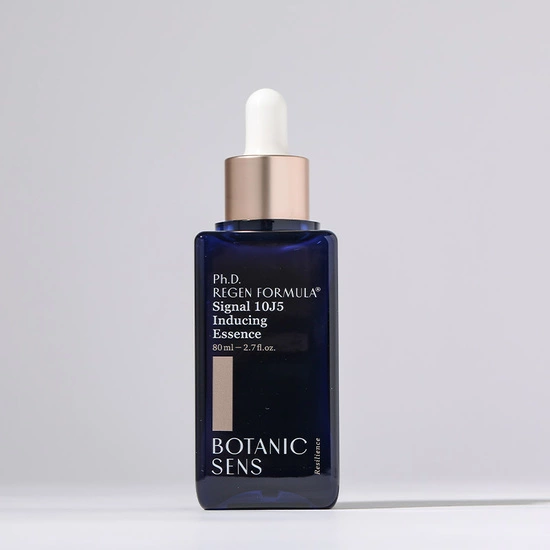 Ph.D.
REGEN FORMULA®
Signal 10J5
Inducing
Essence
80 ml – 2.7 fl.oz.
BOTANIC
SENS
Resilience